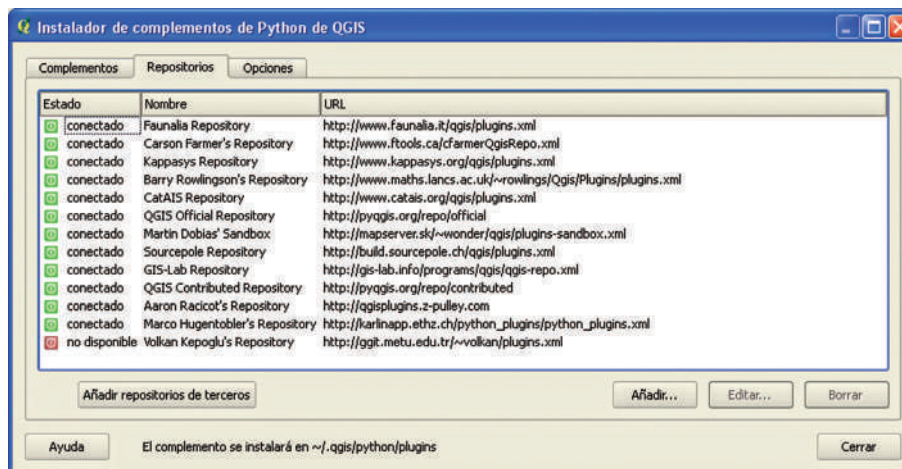 Instalador de complementos de Python de QGIS
Complementos Repositorios Opciones
Estado Nombre URL
conectado Faunalia Repository http://www.faunalia.it/qgis/plugins.xml
conectado Carson Farmer's Repository http://www.ftools.ca/cfarmerQgisRepo.xml
conectado Kappasys Repository http://www.kappasys.org/qgis/plugins.xml
conectado Barry Rowlingson's Repository http://www.maths.lancs.ac.uk/~rowlings/Qgis/Plugins/plugins.xml
conectado CatAIS Repository http://www.catais.org/qgis/plugins.xml
conectado QGIS Official Repository http://pyqgis.org/repo/official
conectado Martin Dobias' Sandbox http://mapserver.sk/~wonder/qgis/plugins-sandbox.xml
conectado Sourcepole Repository http://build.sourcepole.ch/qgis/plugins.xml
conectado GIS-Lab Repository http://gis-lab.info/programs/qgis/qgis-repo.xml
conectado QGIS Contributed Repository http://pyqgis.org/repo/contributed
conectado Aaron Racicot's Repository http://qgisplugins.z-pulley.com
conectado Marco Hugentobler's Repository http://karlinapp.ethz.ch/python_plugins/python_plugins.xml
no disponible Volkan Kepoglu's Repository http://ggit.metu.edu.tr/~volkan/plugins.xml
Añadir repositorios de terceros Añadir... Editar... Borrar
Ayuda El complemento se instalará en ~/.qgis/python/plugins Cerrar